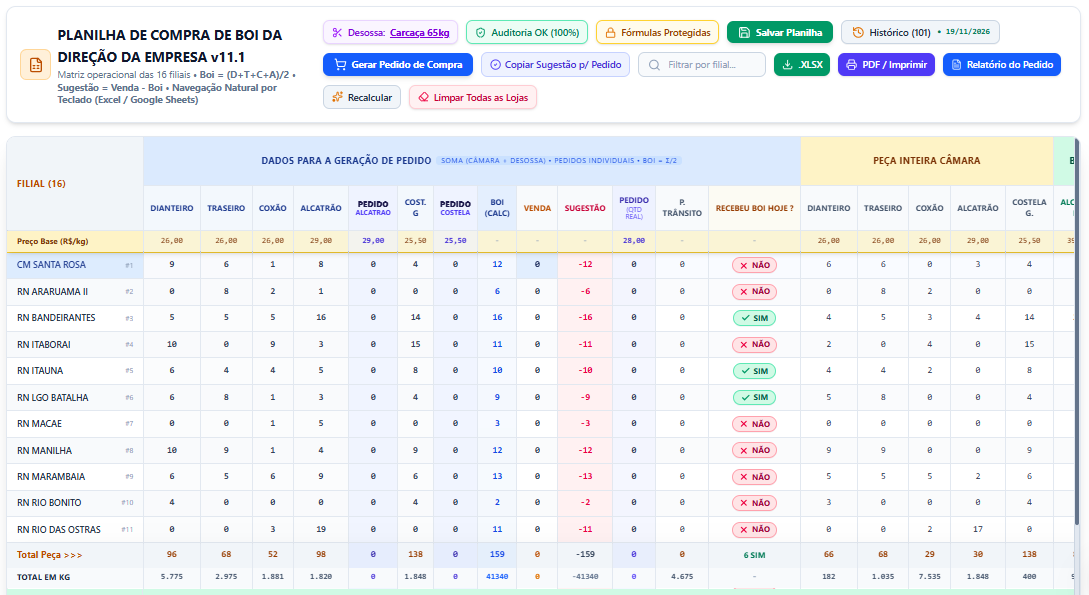 PLANILHA DE COMPRA DE BOI DA
DIREÇÃO DA EMPRESA v11.1
Matriz operacional das 16 filiais • Boi = (D+T+C+A)/2 •
Sugestão = Venda - Boi • Navegação Natural por
Teclado (Excel / Google Sheets)
Desossa: Carcaça 65kg
Auditoria OK (100%)
Fórmulas Protegidas
Salvar Planilha
Histórico (101) • 19/11/2026
Gerar Pedido de Compra
Copiar Sugestão p/ Pedido
Filtrar por filial...
.XLSX
PDF / Imprimir
Relatório do Pedido
Recalcular
Limpar Todas as Lojas
FILIAL (16)
DADOS PARA A GERAÇÃO DE PEDIDO SOMA (CÂMARA + DESOSSA) • PEDIDOS INDIVIDUAIS • BOI = Σ/2
PEÇA INTEIRA CÂMARA
DIANTEIRO TRASEIRO COXÃO ALCATRÃO PEDIDO ALCATRAO COST. G PEDIDO COSTELA BOI (CALC) VENDA SUGESTÃO PEDIDO (QTD REAL) P. TRÂNSITO RECEBEU BOI HOJE ? DIANTEIRO TRASEIRO COXÃO ALCATRÃO COSTELA G.
Preço Base (R$/kg) 26,00 26,00 26,00 29,00 29,00 25,50 25,50 - - - 28,00 - - 26,00 26,00 26,00 29,00 25,50
CM SANTA ROSA #1 9 6 1 8 0 4 0 12 0 -12 0 0 NÃO 6 6 0 3 4
RN ARARUAMA II #2 0 8 2 1 0 0 0 6 0 -6 0 0 NÃO 0 8 2 0 0
RN BANDEIRANTES #3 5 5 5 16 0 14 0 16 0 -16 0 0 SIM 4 5 3 4 14
RN ITABORAI #4 10 0 9 3 0 15 0 11 0 -11 0 0 NÃO 2 0 4 0 15
RN ITAUNA #5 6 4 4 5 0 8 0 10 0 -10 0 0 SIM 4 4 2 0 8
RN LGO BATALHA #6 6 8 1 3 0 4 0 9 0 -9 0 0 SIM 5 8 0 0 4
RN MACAE #7 0 0 1 5 0 0 0 3 0 -3 0 0 NÃO 0 0 0 0 0
RN MANILHA #8 10 9 1 4 0 9 0 12 0 -12 0 0 NÃO 9 9 0 0 9
RN MARAMBAIA #9 6 5 6 9 0 6 0 13 0 -13 0 0 NÃO 5 5 5 2 6
RN RIO BONITO #10 4 0 0 0 0 4 0 2 0 -2 0 0 NÃO 3 0 0 0 4
RN RIO DAS OSTRAS #11 0 0 3 19 0 0 0 11 0 -11 0 0 NÃO 0 0 2 17 0
Total Peça >>> 96 68 52 98 0 138 0 159 0 -159 0 0 6 SIM 66 68 29 30 138
TOTAL EM KG 5.775 2.975 1.881 1.820 0 1.848 0 41340 0 -41340 0 4.675 - 182 1.035 7.535 1.848 400